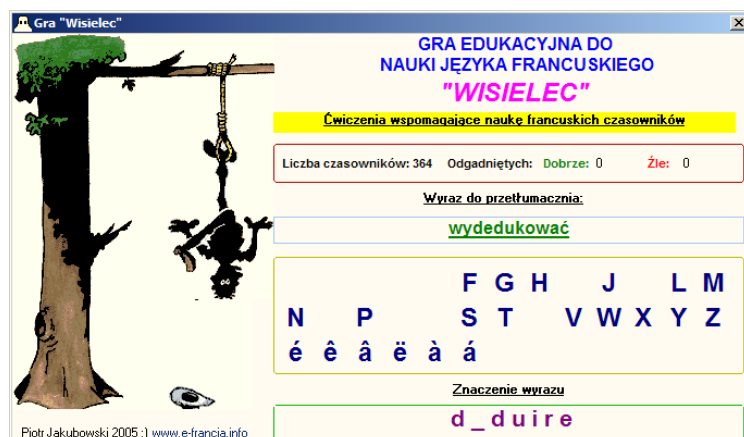 Gra "Wisielec"
GRA EDUKACYJNA DO
NAUKI JĘZYKA FRANCUSKIEGO
"WISIELEC"
Ćwiczenia wspomagające naukę francuskich czasowników
Liczba czasowników: 364 Odgadniętych: Dobrze: 0 Źle: 0
Wyraz do przetłumacznia:
wydedukować
F G H J L M
N P S T V W X Y Z
é ê â ë à á
Znaczenie wyrazu
d _ d u i r e
Piotr Jakubowski 2005 :) www.e-francja.info